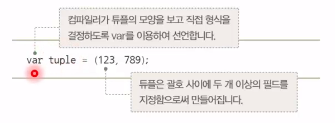 컴파일러가 튜플의 모양을 보고 직접 형식을
결정하도록 var를 이용하여 선언합니다.
var tuple = (123, 789);
튜플은 괄호 사이에 두 개 이상의 필드를
지정함으로써 만들어집니다.